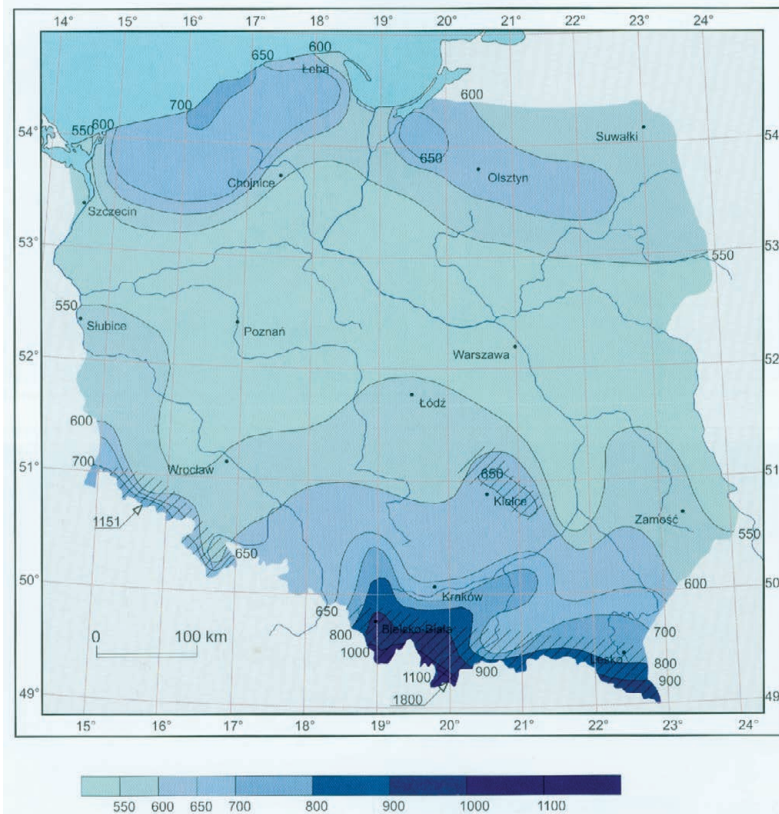 14° 15° 16° 17° 18° 19° 20° 21° 22° 23° 24°
600
650
Łeba
700
600
550
600
54°
54
Suwałki
650
Olsztyn
Chojnice
Szczecin
53°
53
550
550
Słubice
Poznań
52°
52
Warszawa
Łódź
600
51°
51
700
Wrocław
650
Kielce
1151
Zamość
550
650
50°
50
600
Kraków
650
0 100 km
800
Bielsko-Biała
700
Lesko
1000
900
800
1100
900
1800
49°
49
15° 16° 17° 18° 19° 20° 21° 22° 23° 24°
550 600 650 700 800 900 1000 1100